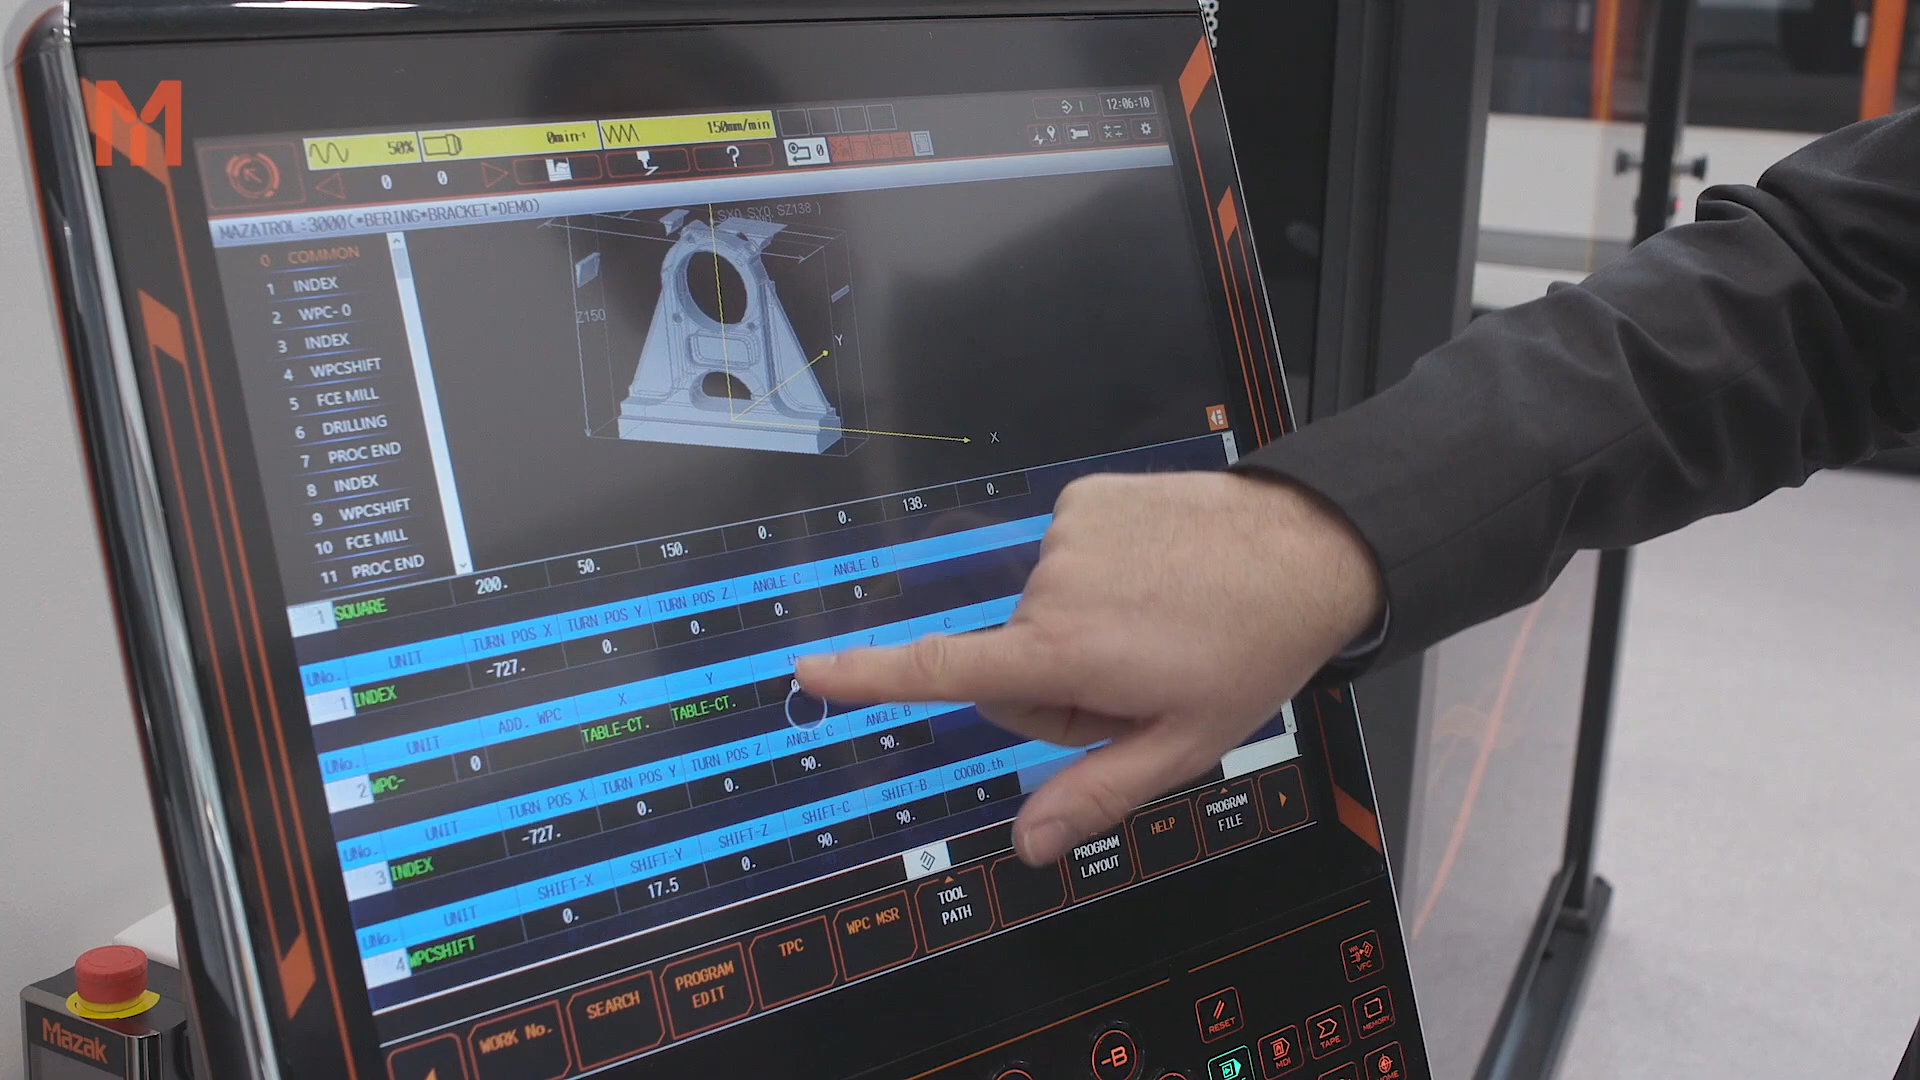 M
50% 0min⁻¹ 150mm/min 0 12:06:10
0 0 ?
MAZATROL:3000(*BERING*BRACKET*DEMO)
SX0, SY0, SZ138 )
Z150
Y
X
0 COMMON
1 INDEX
2 WPC- 0
3 INDEX
4 WPCSHIFT
5 FCE MILL
6 DRILLING
7 PROC END
8 INDEX
9 WPCSHIFT
10 FCE MILL
11 PROC END
1 SQUARE 200. 50. 150. 0. 0. 138. 0.
UNo. UNIT TURN POS X TURN POS Y TURN POS Z ANGLE C ANGLE B
1 INDEX -727. 0. 0. 0. 0.
UNo. UNIT ADD. WPC X Y th Z C
2 WPC- 0 TABLE-CT. TABLE-CT.
UNo. UNIT TURN POS X TURN POS Y TURN POS Z ANGLE C ANGLE B
3 INDEX -727. 0. 0. 90. 90.
UNo. UNIT SHIFT-X SHIFT-Y SHIFT-Z SHIFT-C SHIFT-B COORD.th
4 WPCSHIFT 0. 17.5 0. 90. 90. 0.
WORK No.
SEARCH
PROGRAM
EDIT
TPC
WPC MSR
TOOL
PATH
PROGRAM
LAYOUT
HELP
PROGRAM
FILE
VFC
RESET
MDI
TAPE
MEMORY
HOME
-B
Mazak